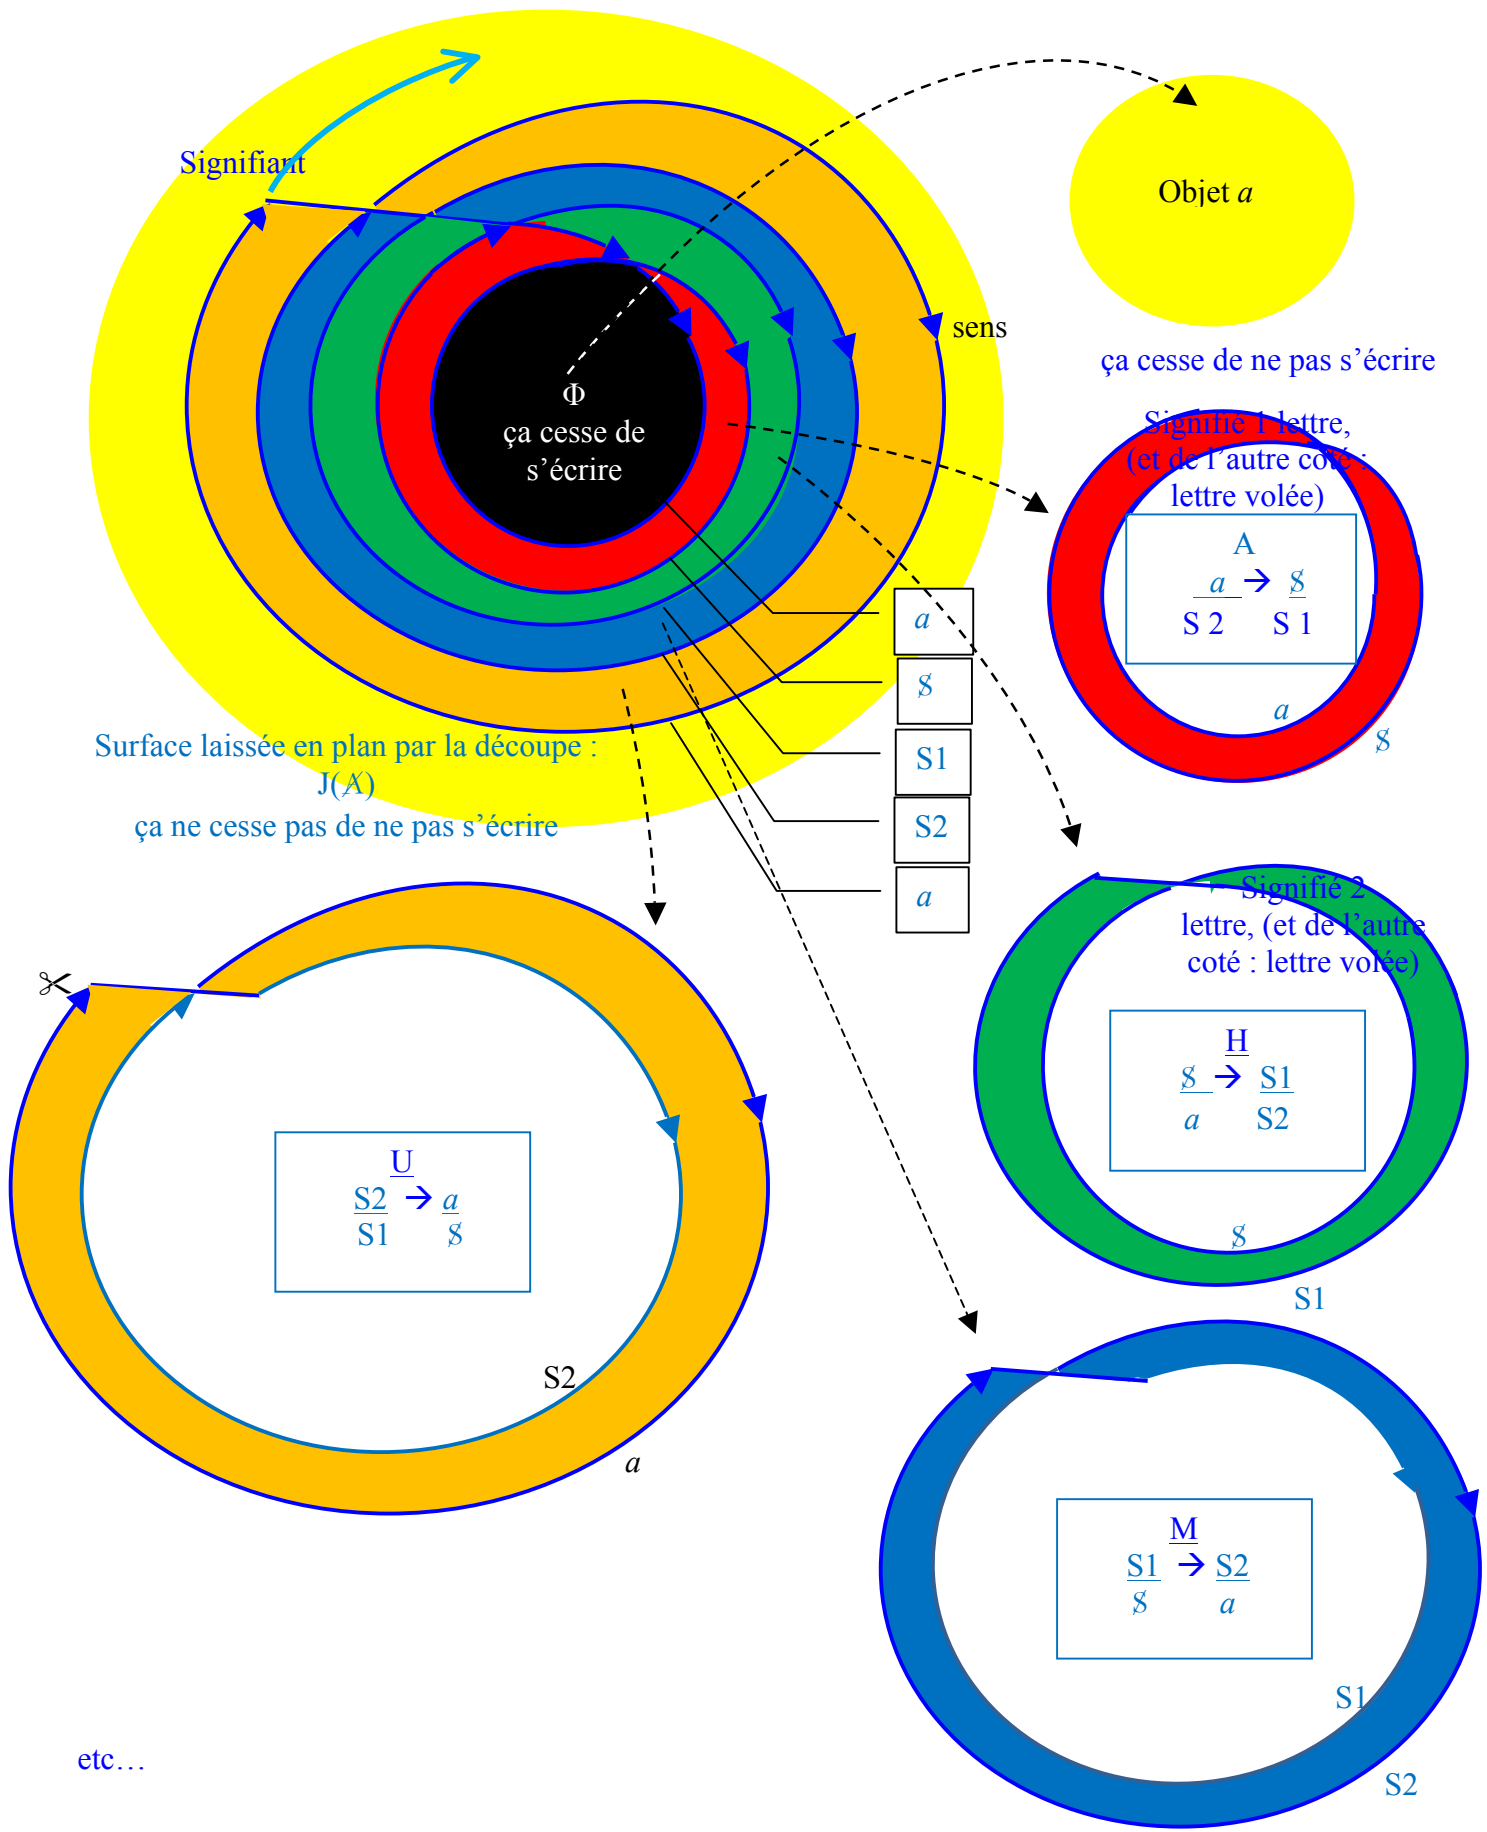 Signifiant
Objet a
sens
ça cesse de ne pas s’écrire
Φ
ça cesse de
s’écrire
Signifié 1 lettre,
(et de l’autre coté :
lettre volée)
A
a → $
S 2 S 1
a
$
a
$
S1
S2
a
Surface laissée en plan par la découpe :
J(Ⱥ)
ça ne cesse pas de ne pas s’écrire
Signifié 2
lettre, (et de l’autre
coté : lettre volée)
H
$ → S1
a S2
$
S1
U
S2 → a
S1 $
S2
a
M
S1 → S2
$ a
S1
S2
etc…